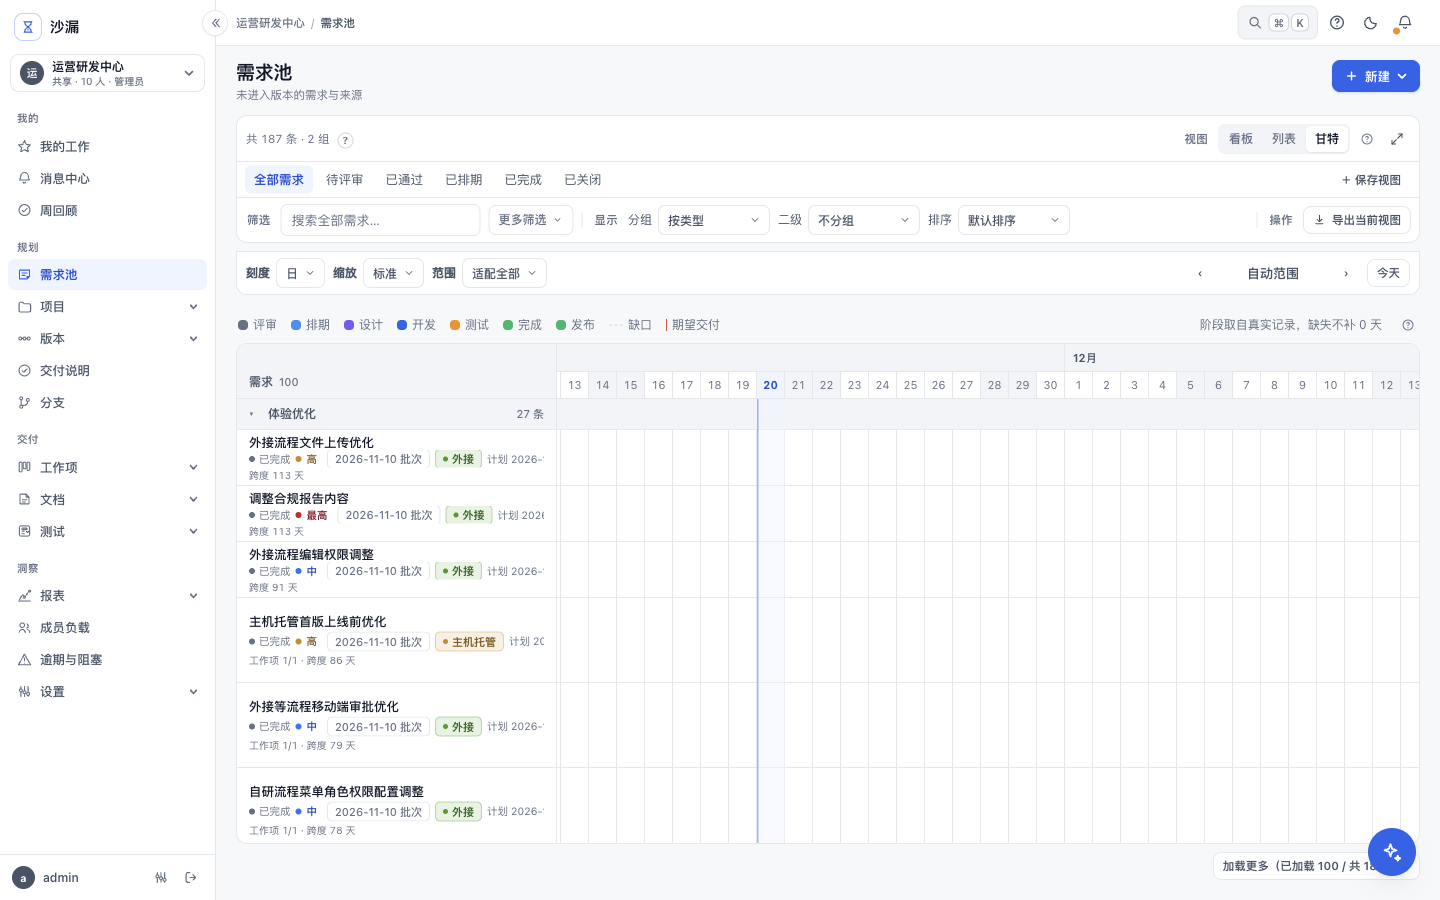 沙漏
运营研发中心 / 需求池
⌘ K
运 运营研发中心
共享 · 10 人 · 管理员
我的
我的工作
消息中心
周回顾
规划
需求池
项目
版本
交付说明
分支
交付
工作项
文档
测试
洞察
报表
成员负载
逾期与阻塞
设置
a admin
需求池
未进入版本的需求与来源
+ 新建
共 187 条 · 2 组 ?
视图 看板 列表 甘特
全部需求 待评审 已通过 已排期 已完成 已关闭
+ 保存视图
筛选 搜索全部需求... 更多筛选 显示 分组 按类型 二级 不分组 排序 默认排序 操作 导出当前视图
刻度 日 缩放 标准 范围 适配全部 ‹ 自动范围 › 今天
评审 排期 设计 开发 测试 完成 发布 缺口 期望交付
阶段取自真实记录，缺失不补 0 天
12月
需求 100
13 14 15 16 17 18 19 20 21 22 23 24 25 26 27 28 29 30 1 2 3 4 5 6 7 8 9 10 11 12 13
体验优化 27 条
外接流程文件上传优化
已完成 高 2026-11-10 批次 外接 计划 2026-
跨度 113 天
调整合规报告内容
已完成 最高 2026-11-10 批次 外接 计划 2026
跨度 113 天
外接流程编辑权限调整
已完成 中 2026-11-10 批次 外接 计划 2026-
跨度 91 天
主机托管首版上线前优化
已完成 高 2026-11-10 批次 主机托管 计划 20
工作项 1/1 · 跨度 86 天
外接等流程移动端审批优化
已完成 中 2026-11-10 批次 外接 计划 2026-
工作项 1/1 · 跨度 79 天
自研流程菜单角色权限配置调整
已完成 中 2026-11-10 批次 外接 计划 2026-
工作项 1/1 · 跨度 78 天
加载更多（已加载 100 / 共 18